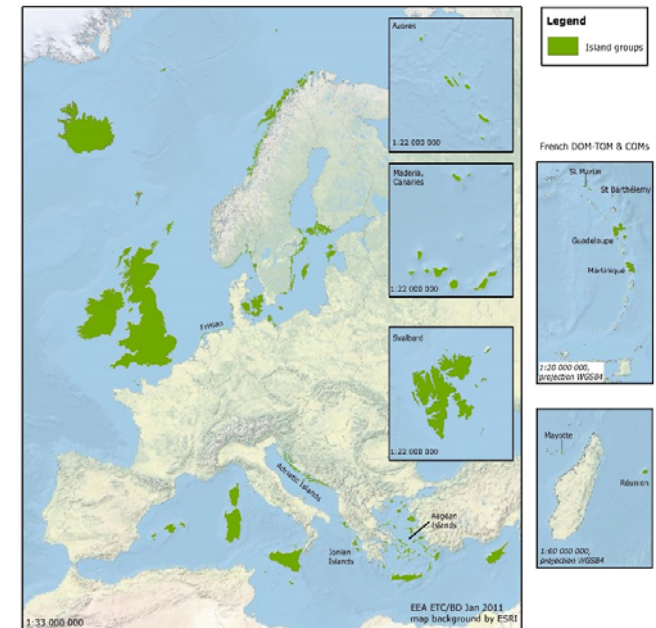 Legend
Island groups
Azores
1:22 000 000
Maderia,
Canaries
1:22 000 000
Svalbard
1:22 000 000
Frisian
Adriatic Islands
Aegean
Islands
Ionian
Islands
EEA ETC/BD Jan 2011
map background by ESRI
1:33 000 000
French DOM-TOM & COMs
St Martin
St Barthélemy
Guadeloupe
Martinique
1:20 000 000,
projection WGS84
Mayotte
Réunion
1:60 000 000,
projection WGS84